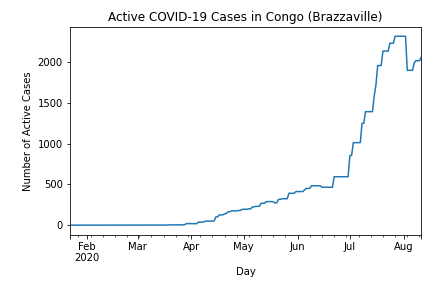 Active COVID-19 Cases in Congo (Brazzaville)
Number of Active Cases
2000
1500
1000
500
0
Feb Mar Apr May Jun Jul Aug
2020
Day